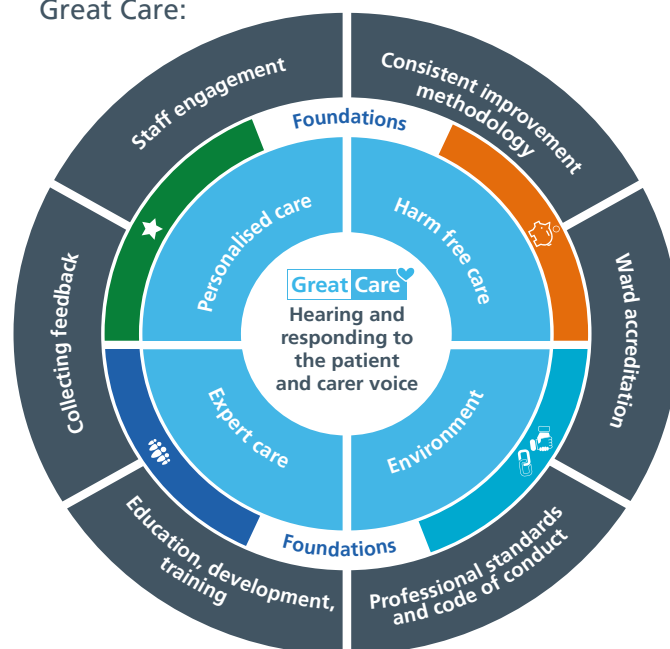 Great Care:
Staff engagement
Consistent improvement
methodology
Foundations
Personalised care
Harm free care
Collecting feedback
Ward accreditation
Great Care
Hearing and
responding to
the patient
and carer voice
Expert care
Environment
Foundations
Education, development,
training
Professional standards
and code of conduct